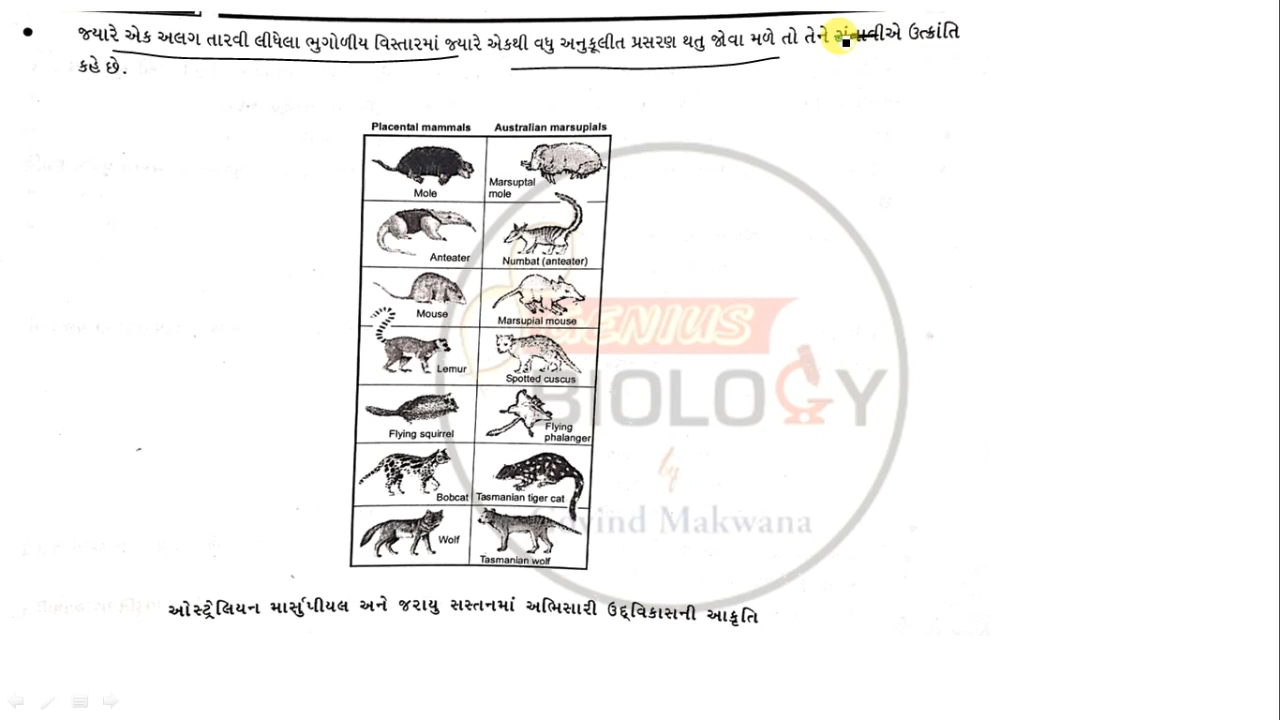 જ્યારે એક અલગ તારવી લીધેલા ભુગોળીય વિસ્તારમાં જ્યારે એકથી વધુ અનુકૂલીત પ્રસરણ થતુ જોવા મળે તો તેને ઉત્ક્રાંતિ
કહે છે.
Placental mammals Australian marsupials
Mole
Marsuptal
mole
Anteater
Numbat (anteater)
Mouse
Marsupial mouse
Lemur
Spotted cuscus
Flying squirrel
Flying
phalanger
Bobcat
Tasmanian tiger cat
Wolf
Tasmanian wolf
GENIUS
BIOLOGY
by
Govind Makwana
ઓસ્ટ્રેલિયન માર્સુપીયલ અને જરાયુ સસ્તનમાં અભિસારી ઉદ્દવિકાસની આકૃતિ